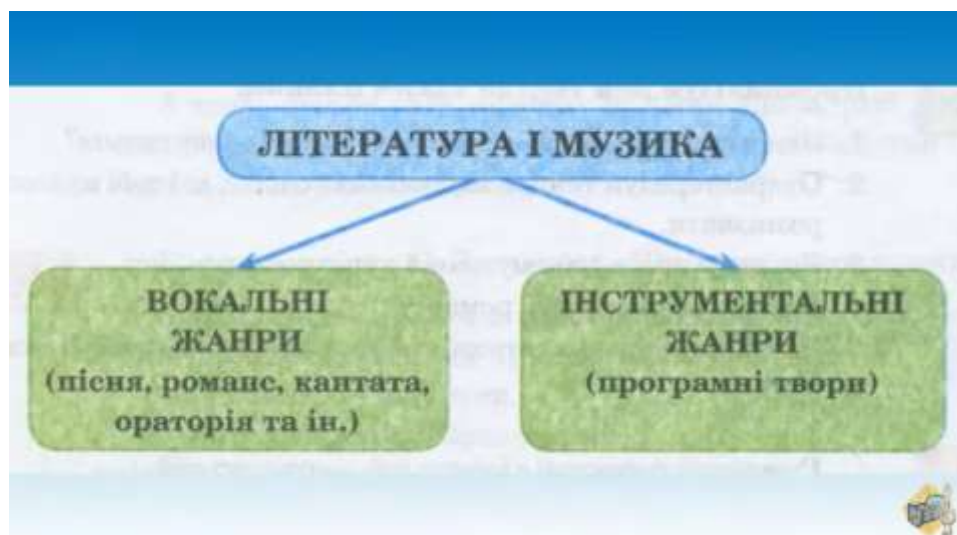 ЛІТЕРАТУРА І МУЗИКА
ВОКАЛЬНІ
ЖАНРИ
(пісня, романс, кантата,
ораторія та ін.)
ІНСТРУМЕНТАЛЬНІ
ЖАНРИ
(програмні твори)